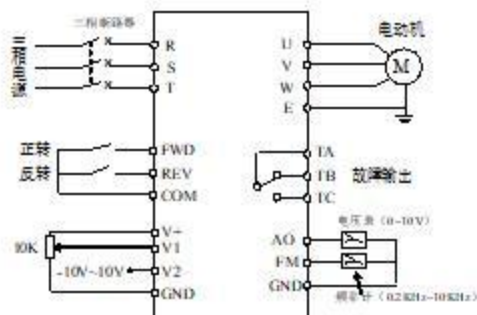 三相断路器
三相电源
R
S
T
U
V
W
E
电动机
M
正转
反转
FWD
REV
COM
TA
TB
TC
故障输出
10K
V+
V1
-10V~10V
V2
GND
AO
FM
GND
电压表(0~10V)
频率计(0.2KHz~10KHz)